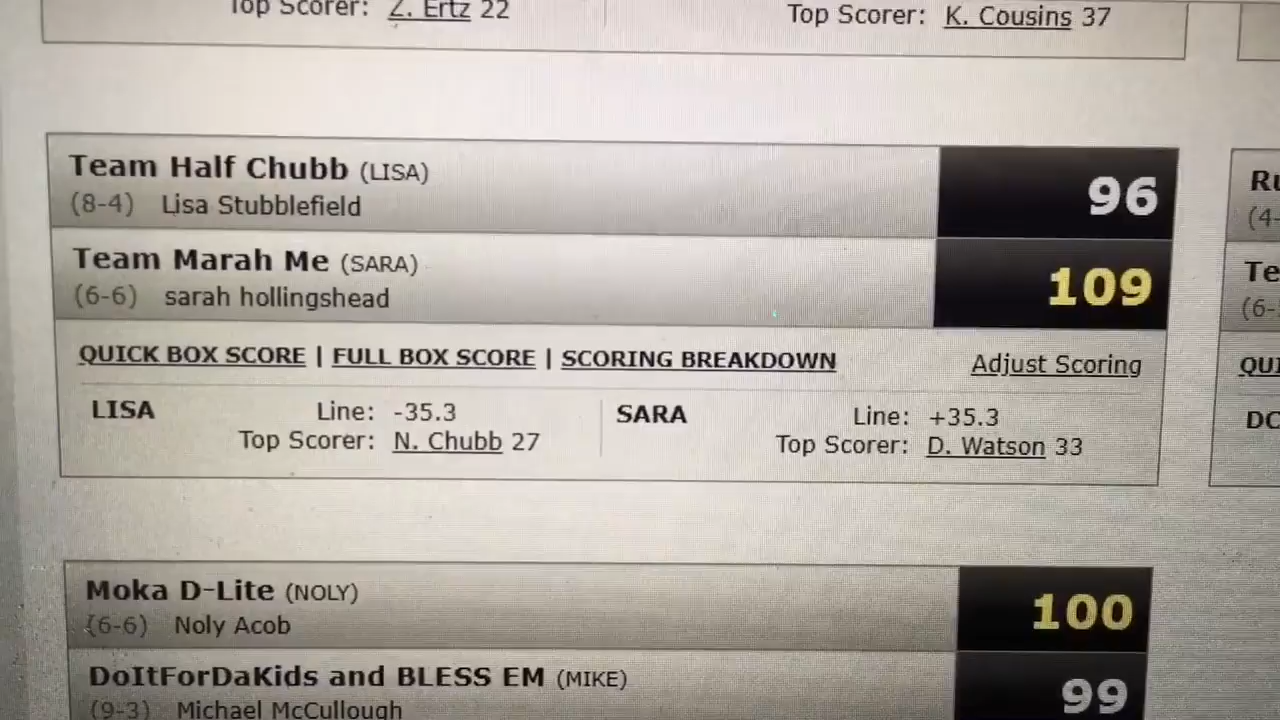 Top Scorer: Z. Ertz 22
Top Scorer: K. Cousins 37
Team Half Chubb (LISA)
96
(8-4) Lisa Stubblefield
Team Marah Me (SARA)
109
(6-6) sarah hollingshead
QUICK BOX SCORE | FULL BOX SCORE | SCORING BREAKDOWN Adjust Scoring
LISA Line: -35.3
Top Scorer: N. Chubb 27
SARA Line: +35.3
Top Scorer: D. Watson 33
Moka D-Lite (NOLY)
100
(6-6) Noly Acob
DoItForDaKids and BLESS EM (MIKE)
99
(9-3) Michael McCullough